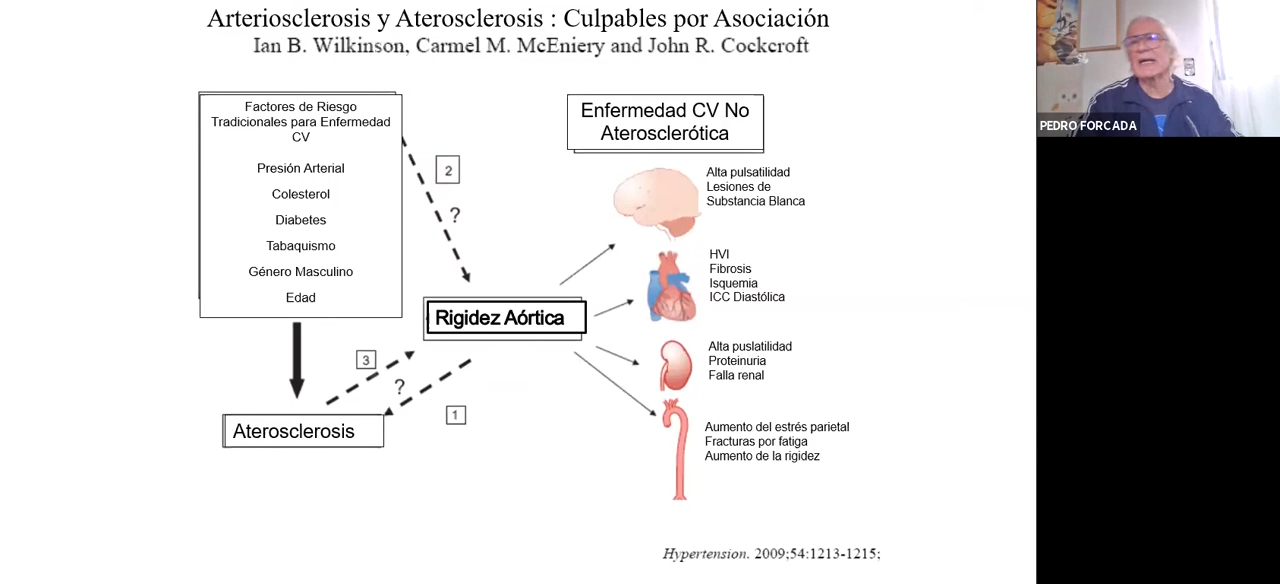 Arteriosclerosis y Aterosclerosis : Culpables por Asociación
Ian B. Wilkinson, Carmel M. McEniery and John R. Cockcroft
PEDRO FORCADA
Factores de Riesgo
Tradicionales para Enfermedad
CV
Presión Arterial
Colesterol
Diabetes
Tabaquismo
Género Masculino
Edad
2
?
Enfermedad CV No
Aterosclerótica
Alta pulsatilidad
Lesiones de
Substancia Blanca
HVI
Fibrosis
Isquemia
ICC Diastólica
Rigidez Aórtica
Alta puslatilidad
Proteinuria
Falla renal
3
?
1
Aterosclerosis
Aumento del estrés parietal
Fracturas por fatiga
Aumento de la rigidez
Hypertension. 2009;54:1213-1215;